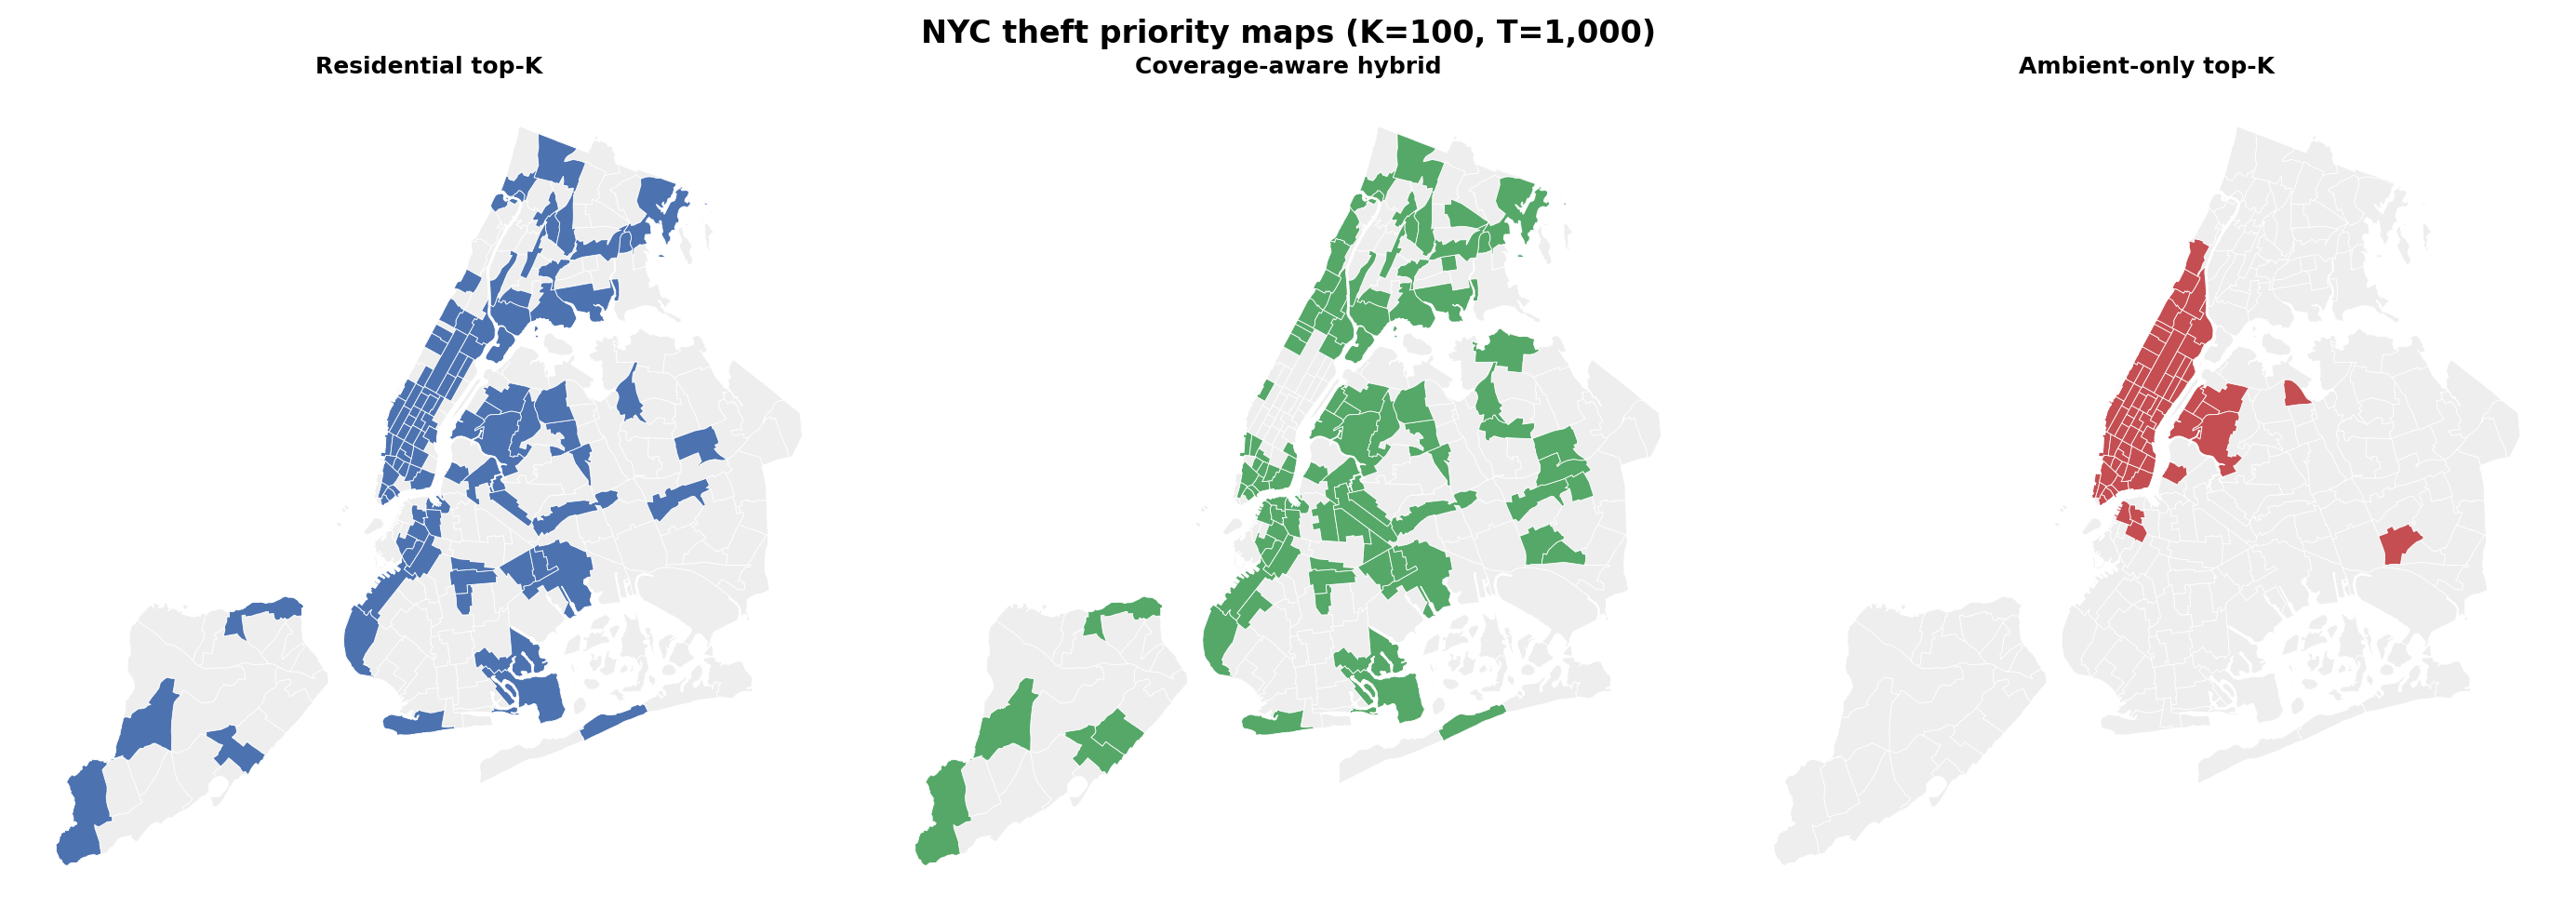 NYC theft priority maps (K=100, T=1,000)
Residential top-K
Coverage-aware hybrid
Ambient-only top-K